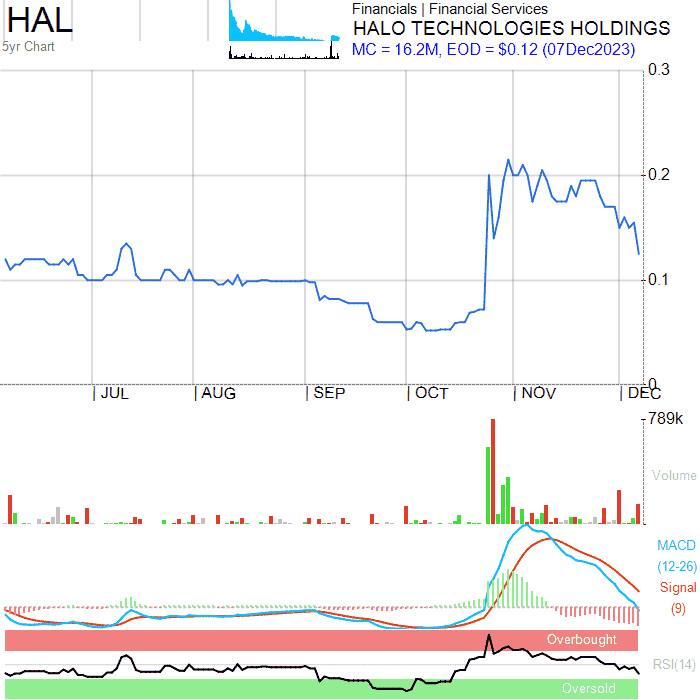 HAL
5yr Chart
Financials | Financial Services
HALO TECHNOLOGIES HOLDINGS
MC = 16.2M, EOD = $0.12 (07Dec2023)
0.3
0.2
0.1
0
JUL
AUG
SEP
OCT
NOV
DEC
789k
Volume
MACD
(12-26)
Signal
(9)
Overbought
RSI(14)
Oversold